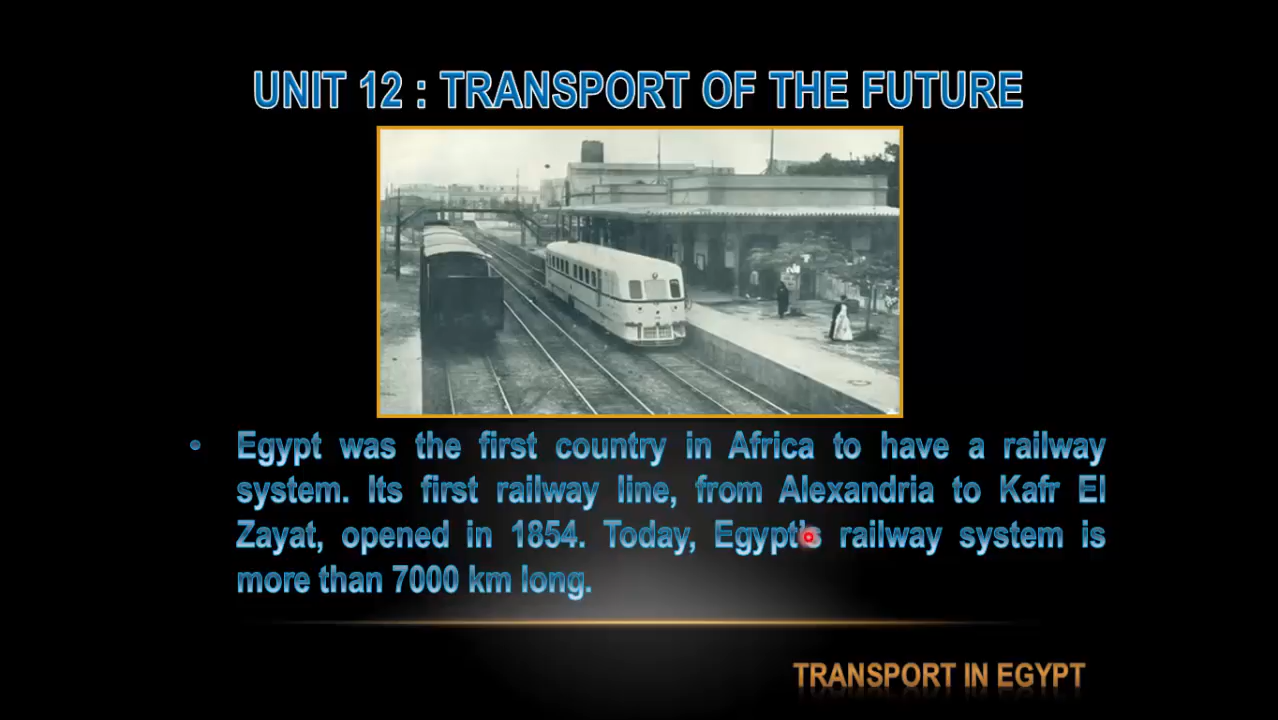 UNIT 12 : TRANSPORT OF THE FUTURE
• Egypt was the first country in Africa to have a railway
system. Its first railway line, from Alexandria to Kafr El
Zayat, opened in 1854. Today, Egypt's railway system is
more than 7000 km long.
TRANSPORT IN EGYPT